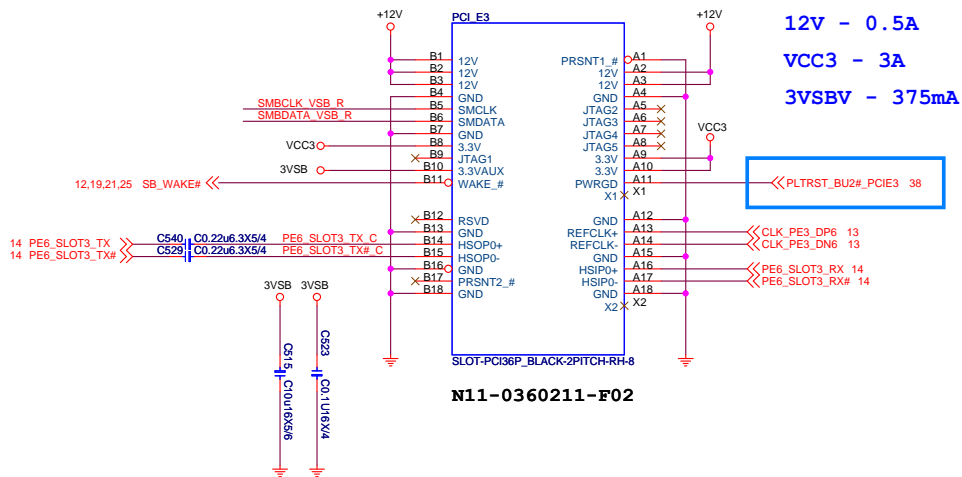 +12V
PCI_E3
+12V
12V - 0.5A
VCC3 - 3A
3VSBV - 375mA
B1 12V PRSNT1_# A1
B2 12V 12V A2
B3 12V 12V A3
B4 GND GND A4
SMBCLK_VSB_R B5 SMCLK JTAG2 A5
SMBDATA_VSB_R B6 SMDATA JTAG3 A6
B7 GND JTAG4 A7
VCC3 B8 3.3V JTAG5 A8
VCC3
B9 JTAG1 3.3V A9
3VSB B10 3.3VAUX 3.3V A10
12,19,21,25 SB_WAKE# B11 WAKE_# PWRGD A11 PLTRST_BU2#_PCIE3 38
X1 X1
B12 RSVD GND A12
B13 GND REFCLK+ A13 CLK_PE3_DP6 13
14 PE6_SLOT3_TX C540 C0.22u6.3X5/4 PE6_SLOT3_TX_C B14 HSOP0+ REFCLK- A14 CLK_PE3_DN6 13
14 PE6_SLOT3_TX# C529 C0.22u6.3X5/4 PE6_SLOT3_TX#_C B15 HSOP0- GND A15
B16 GND HSIP0+ A16 PE6_SLOT3_RX 14
B17 PRSNT2_# HSIP0- A17 PE6_SLOT3_RX# 14
B18 GND GND A18
X2 X2
3VSB 3VSB
C515 C10u16X5/6
C523 C0.1U16X/4
SLOT-PCI36P_BLACK-2PITCH-RH-8
N11-0360211-F02